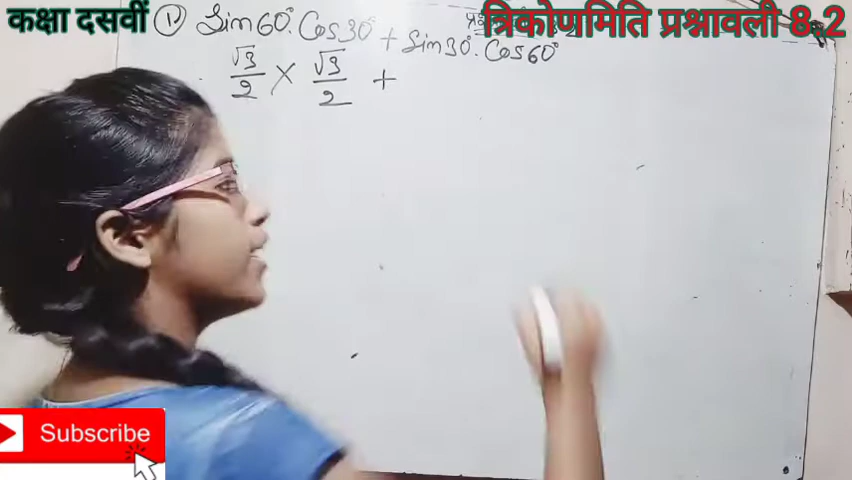 कक्षा दसवीं
त्रिकोणमिति प्रश्नावली 8.2
(1) Sin60°. Cos30° + Sin30°. Cos60°
√3/2 × √3/2 +
Subscribe